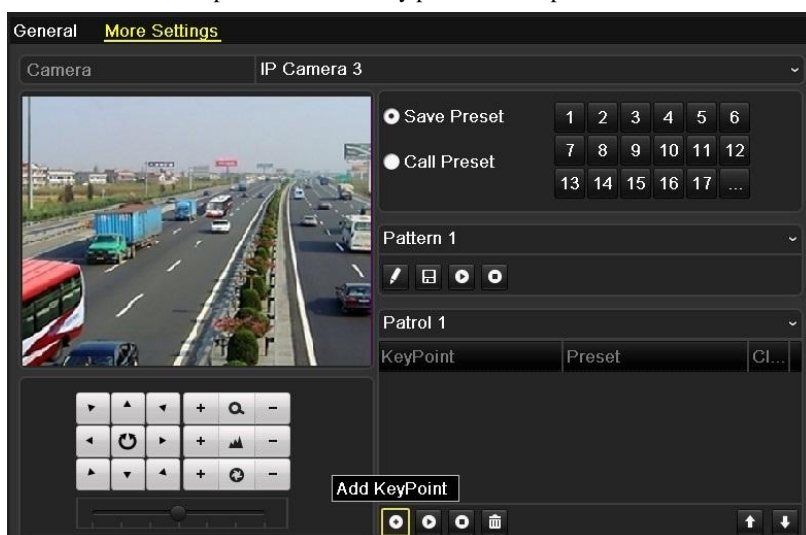 General More Settings
Camera IP Camera 3
Save Preset 1 2 3 4 5 6
Call Preset 7 8 9 10 11 12
13 14 15 16 17 ...
Pattern 1
Patrol 1
KeyPoint Preset Cl...
Add KeyPoint